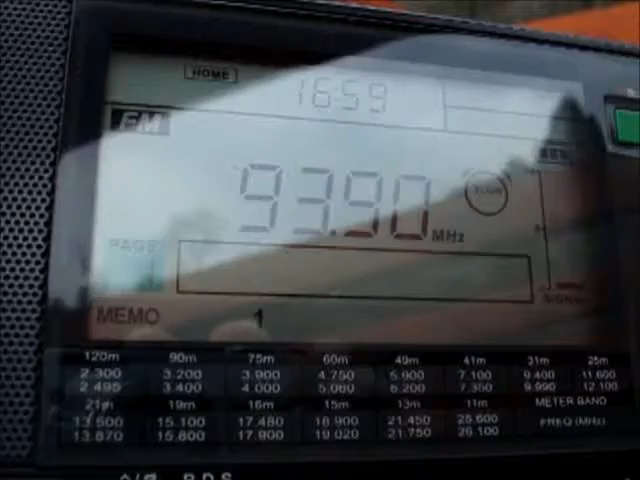 HOME
16:59
FM
93.90 MHz
SLOW
PAGE
SIGNAL
MEMO 1
120m 90m 75m 60m 49m 41m 31m 25m
2.300 3.200 3.900 4.750 5.900 7.100 9.400 11.600
2.495 3.400 4.000 5.060 6.200 7.350 9.990 12.100
21m 19m 16m 15m 13m 11m METER BAND
13.500 15.100 17.480 18.900 21.450 25.600 FREQ (MHz)
13.870 15.800 17.900 19.020 21.750 26.100
RDS